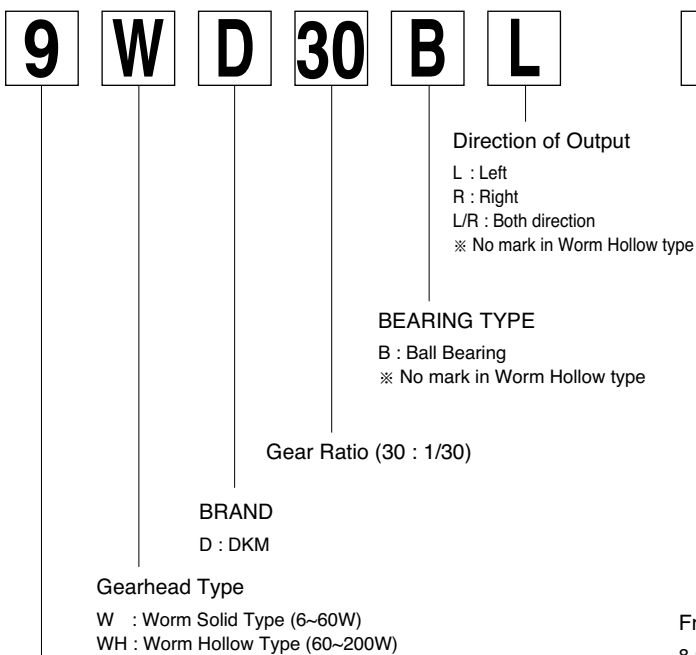 9 W D 30 B L
Direction of Output
L : Left
R : Right
L/R : Both direction
※ No mark in Worm Hollow type
BEARING TYPE
B : Ball Bearing
※ No mark in Worm Hollow type
Gear Ratio (30 : 1/30)
BRAND
D : DKM
Gearhead Type
W : Worm Solid Type (6~60W)
WH : Worm Hollow Type (60~200W)
Fr
8